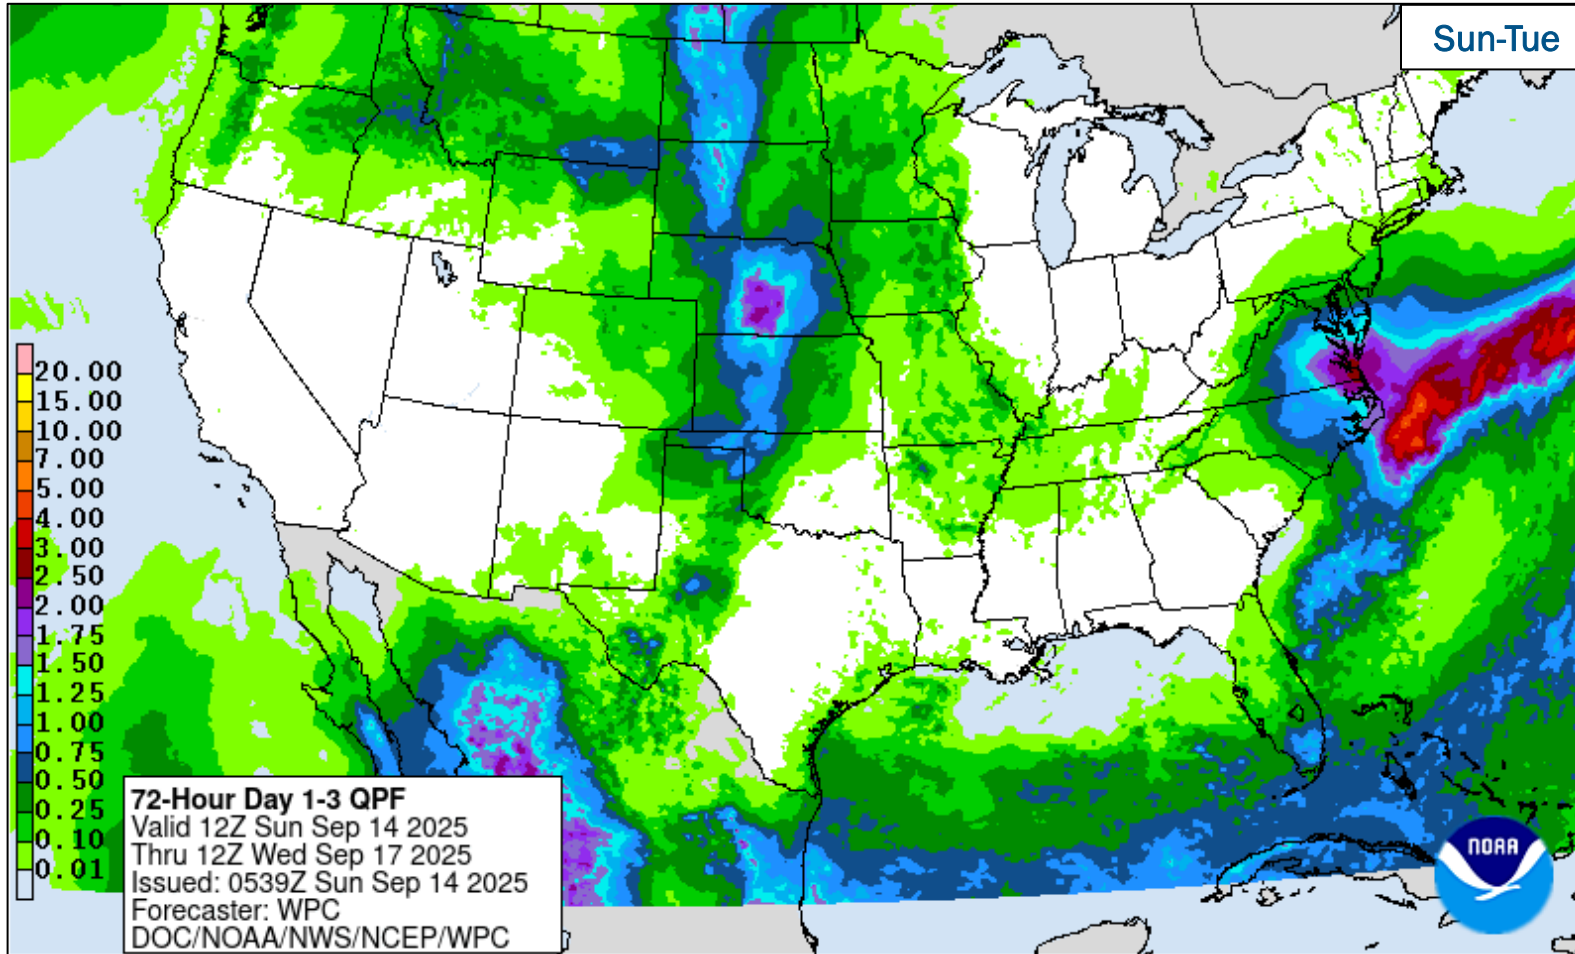 Sun-Tue
20.00
15.00
10.00
7.00
5.00
4.00
3.00
2.50
2.00
1.75
1.50
1.25
1.00
0.75
0.50
0.25
0.10
0.01
72-Hour Day 1-3 QPF
Valid 12Z Sun Sep 14 2025
Thru 12Z Wed Sep 17 2025
Issued: 0539Z Sun Sep 14 2025
Forecaster: WPC
DOC/NOAA/NWS/NCEP/WPC
NOAA